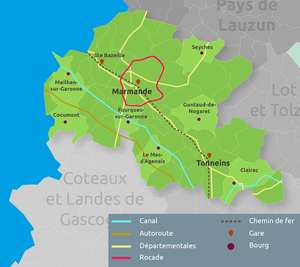 Pays de
Lauzun
Ste Bazeille
Seyches
Meilhan-
sur-Garonne
Marmande
Lot
et Tolz
Fourques-
sur-Garonne
Gontaud-de-
Nogaret
Cocumont
Le Mas-
d'Agenais
Tonneins
Clairac
Coteaux
et Landes de
Gascogne
Canal
Chemin de fer
Autoroute
Gare
Départementales
Bourg
Rocade